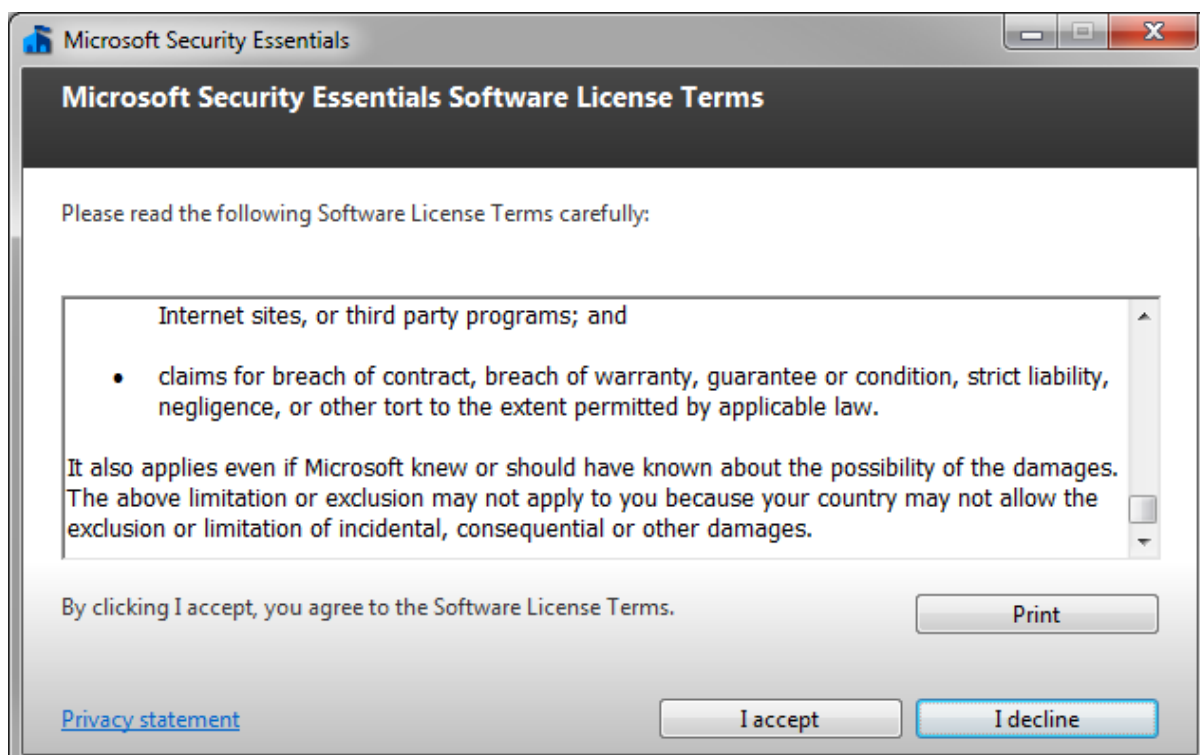 Microsoft Security Essentials
Microsoft Security Essentials Software License Terms
Please read the following Software License Terms carefully:
Internet sites, or third party programs; and
• claims for breach of contract, breach of warranty, guarantee or condition, strict liability,
negligence, or other tort to the extent permitted by applicable law.
It also applies even if Microsoft knew or should have known about the possibility of the damages.
The above limitation or exclusion may not apply to you because your country may not allow the
exclusion or limitation of incidental, consequential or other damages.
By clicking I accept, you agree to the Software License Terms.
Print
Privacy statement
I accept
I decline